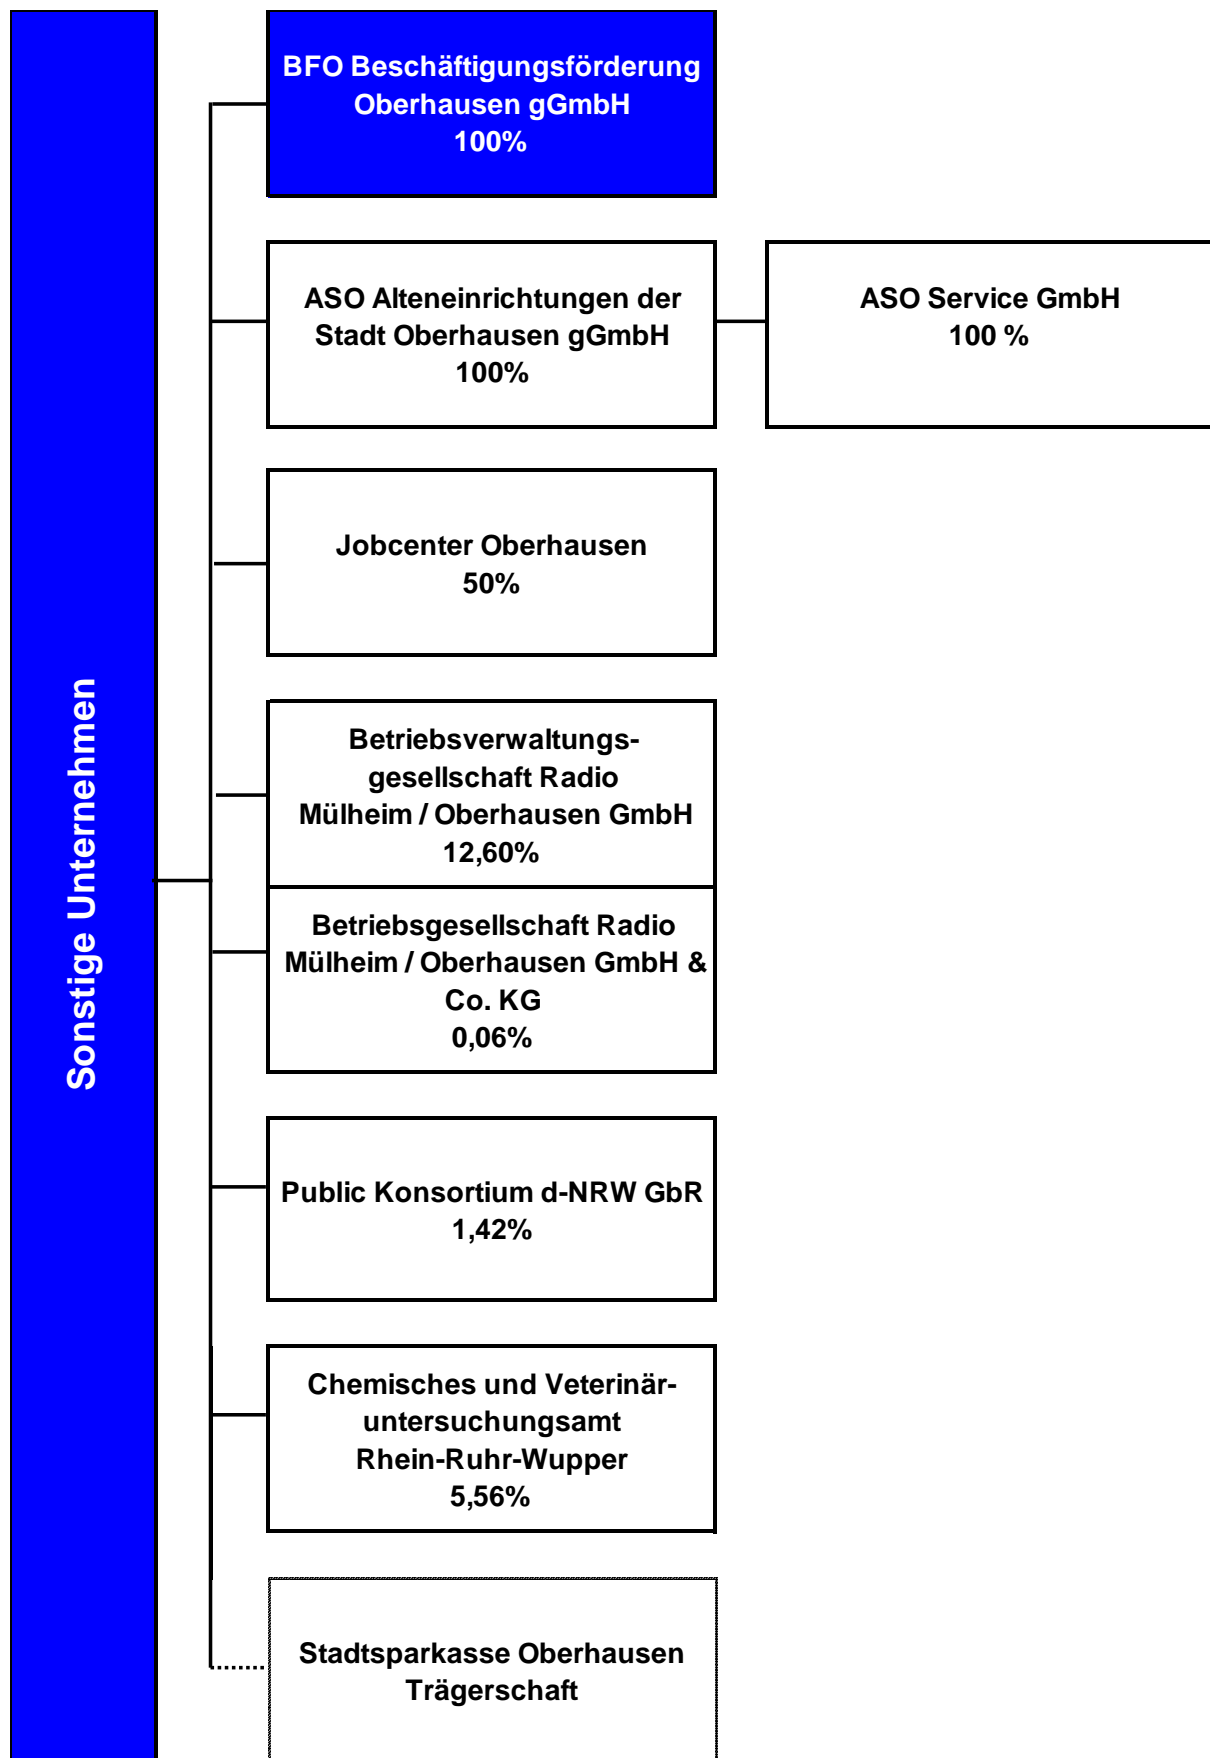 Sonstige Unternehmen
BFO Beschäftigungsförderung
Oberhausen gGmbH
100%
ASO Alteneinrichtungen der
Stadt Oberhausen gGmbH
100%
ASO Service GmbH
100 %
Jobcenter Oberhausen
50%
Betriebsverwaltungs-
gesellschaft Radio
Mülheim / Oberhausen GmbH
12,60%
Betriebsgesellschaft Radio
Mülheim / Oberhausen GmbH &
Co. KG
0,06%
Public Konsortium d-NRW GbR
1,42%
Chemisches und Veterinär-
untersuchungsamt
Rhein-Ruhr-Wupper
5,56%
Stadtsparkasse Oberhausen
Trägerschaft